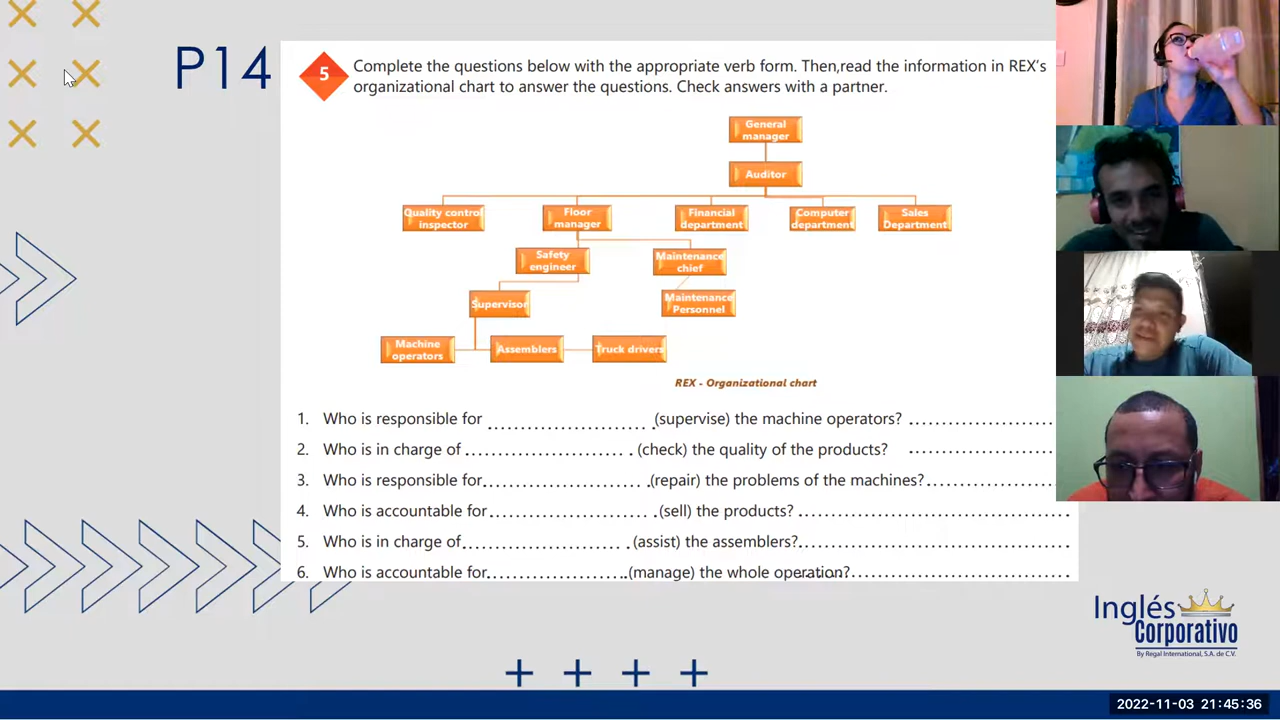 P14
5
Complete the questions below with the appropriate verb form. Then,read the information in REX's
organizational chart to answer the questions. Check answers with a partner.
General
manager
Auditor
Quality control
inspector
Floor
manager
Financial
department
Computer
department
Sales
Department
Safety
engineer
Maintenance
chief
Supervisor
Maintenance
Personnel
Machine
operators
Assemblers
Truck drivers
REX - Organizational chart
1. Who is responsible for ........................... (supervise) the machine operators? ........................
2. Who is in charge of ........................... (check) the quality of the products? ........................
3. Who is responsible for........................... (repair) the problems of the machines?.....................
4. Who is accountable for........................... (sell) the products? ........................................
5. Who is in charge of........................... (assist) the assemblers?........................................
6. Who is accountable for........................(manage) the whole operation?.................................
Inglés
Corporativo
By Regal International, S.A. de C.V.
2022-11-03 21:45:36